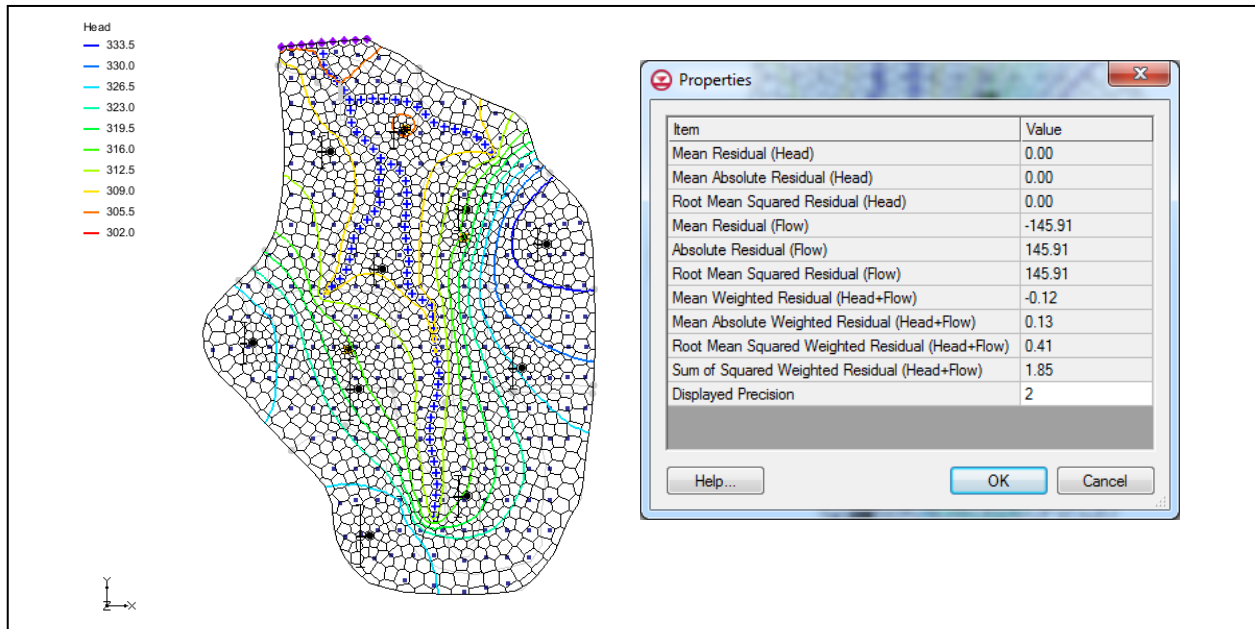 Head
333.5
330.0
326.5
323.0
319.5
316.0
312.5
309.0
305.5
302.0
Y
Z
X
Properties
Item Value
Mean Residual (Head) 0.00
Mean Absolute Residual (Head) 0.00
Root Mean Squared Residual (Head) 0.00
Mean Residual (Flow) -145.91
Absolute Residual (Flow) 145.91
Root Mean Squared Residual (Flow) 145.91
Mean Weighted Residual (Head+Flow) -0.12
Mean Absolute Weighted Residual (Head+Flow) 0.13
Root Mean Squared Weighted Residual (Head+Flow) 0.41
Sum of Squared Weighted Residual (Head+Flow) 1.85
Displayed Precision 2
Help... OK Cancel